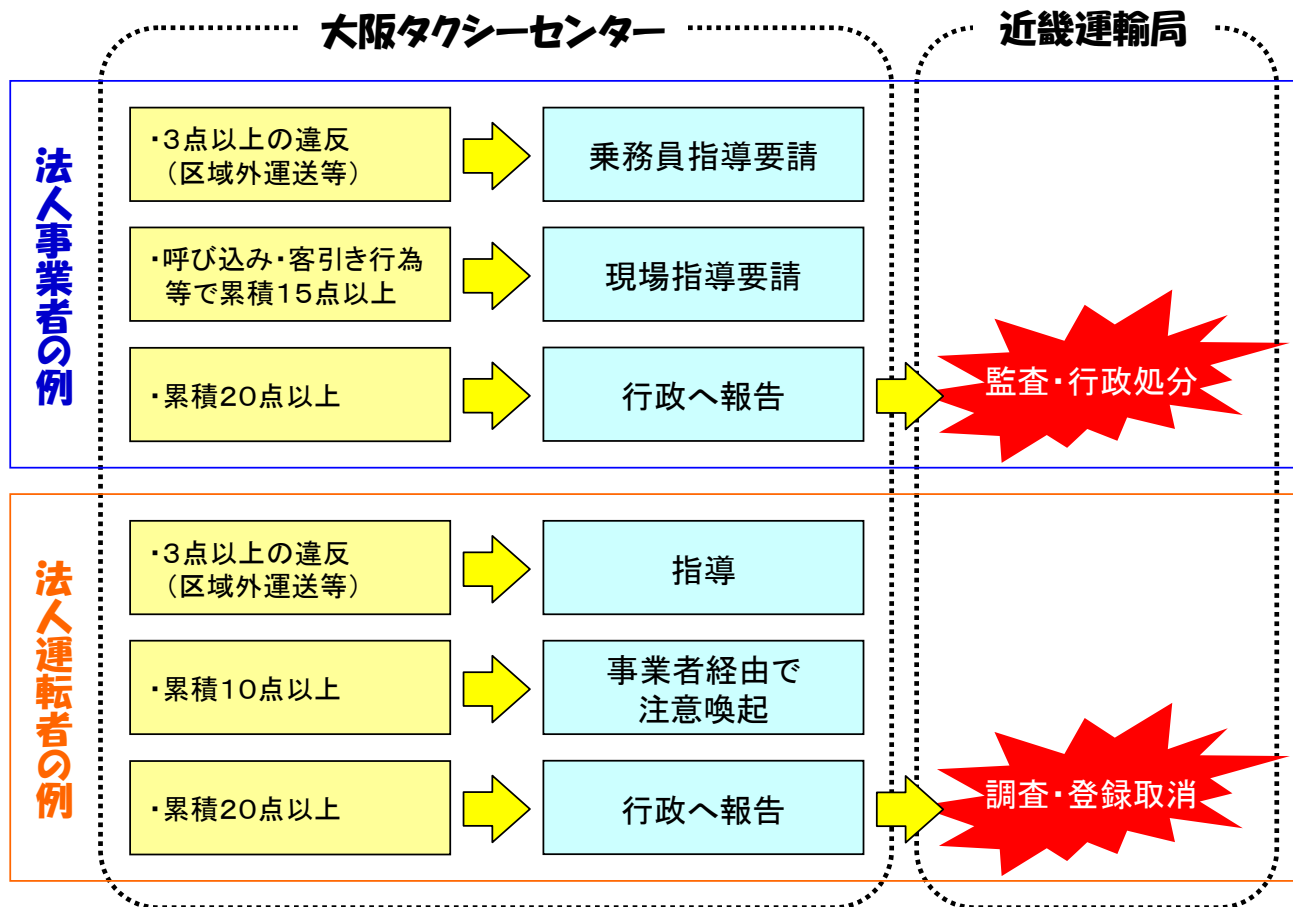 大阪タクシーセンター
近畿運輸局
法人事業者の例
・3点以上の違反
（区域外運送等）
乗務員指導要請
・呼び込み・客引き行為
等で累積15点以上
現場指導要請
・累積20点以上
行政へ報告
監査・行政処分
法人運転者の例
・3点以上の違反
（区域外運送等）
指導
・累積10点以上
事業者経由で
注意喚起
・累積20点以上
行政へ報告
調査・登録取消